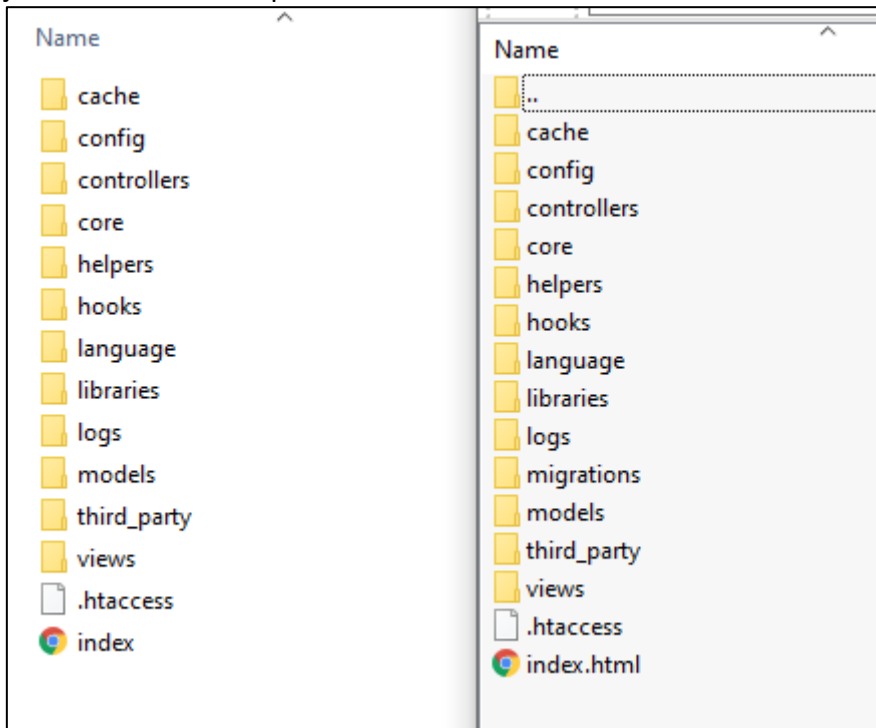 Name
cache
config
controllers
core
helpers
hooks
language
libraries
logs
models
third_party
views
.htaccess
index
Name
..
cache
config
controllers
core
helpers
hooks
language
libraries
logs
migrations
models
third_party
views
.htaccess
index.html